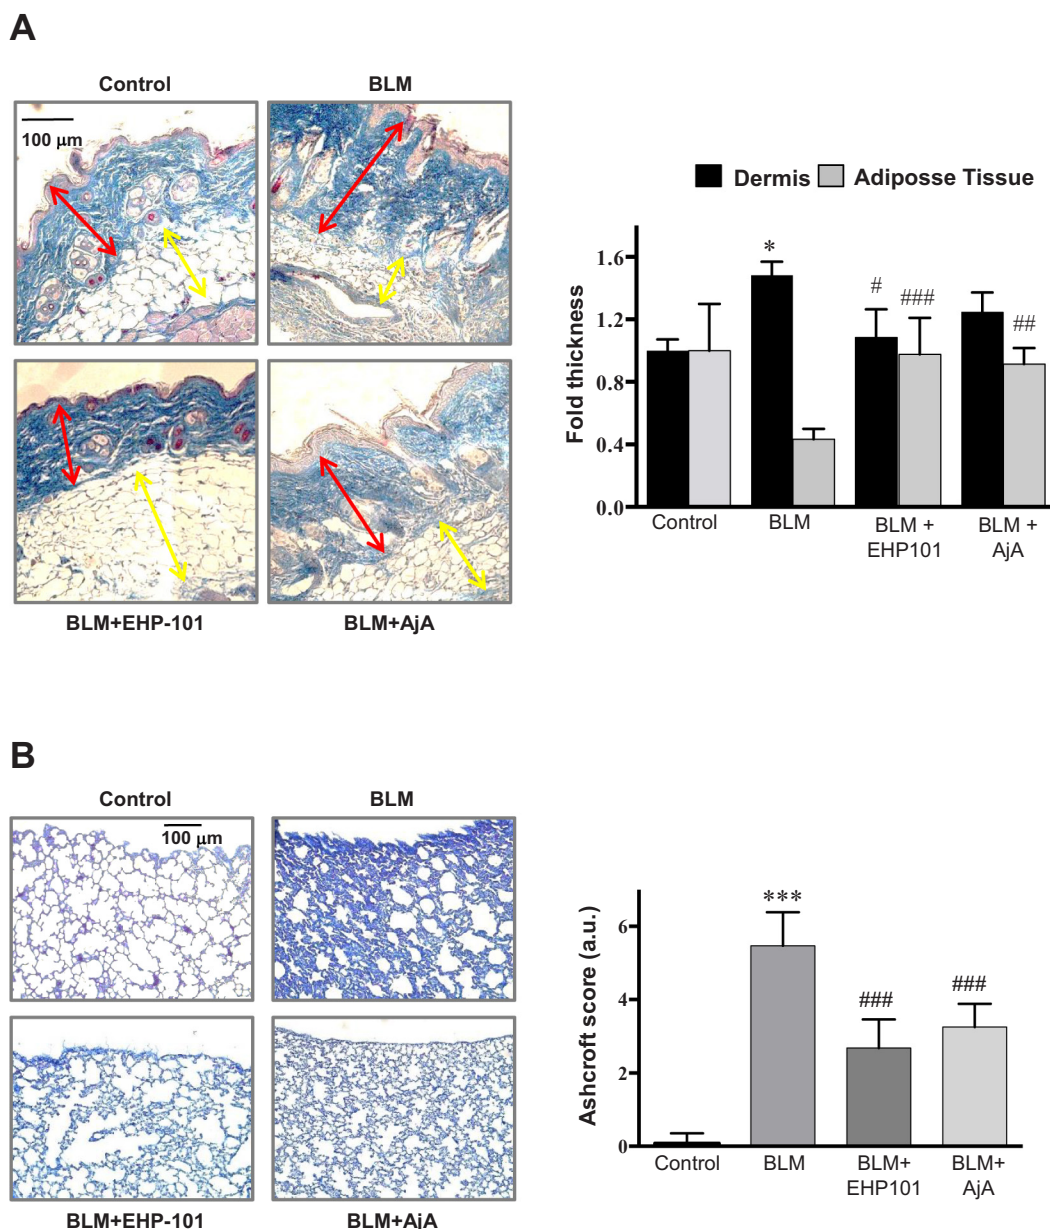 A
Control
BLM
100 μm
BLM+EHP-101
BLM+AjA
Dermis
Adiposse Tissue
Fold thickness
1.6
1.2
0.8
0.4
0.0
*
#
###
##
Control
BLM
BLM +
EHP101
BLM +
AjA
B
Control
BLM
100 μm
BLM+EHP-101
BLM+AjA
Ashcroft score (a.u.)
6
4
2
0
***
###
###
Control
BLM
BLM+
EHP101
BLM+
AjA